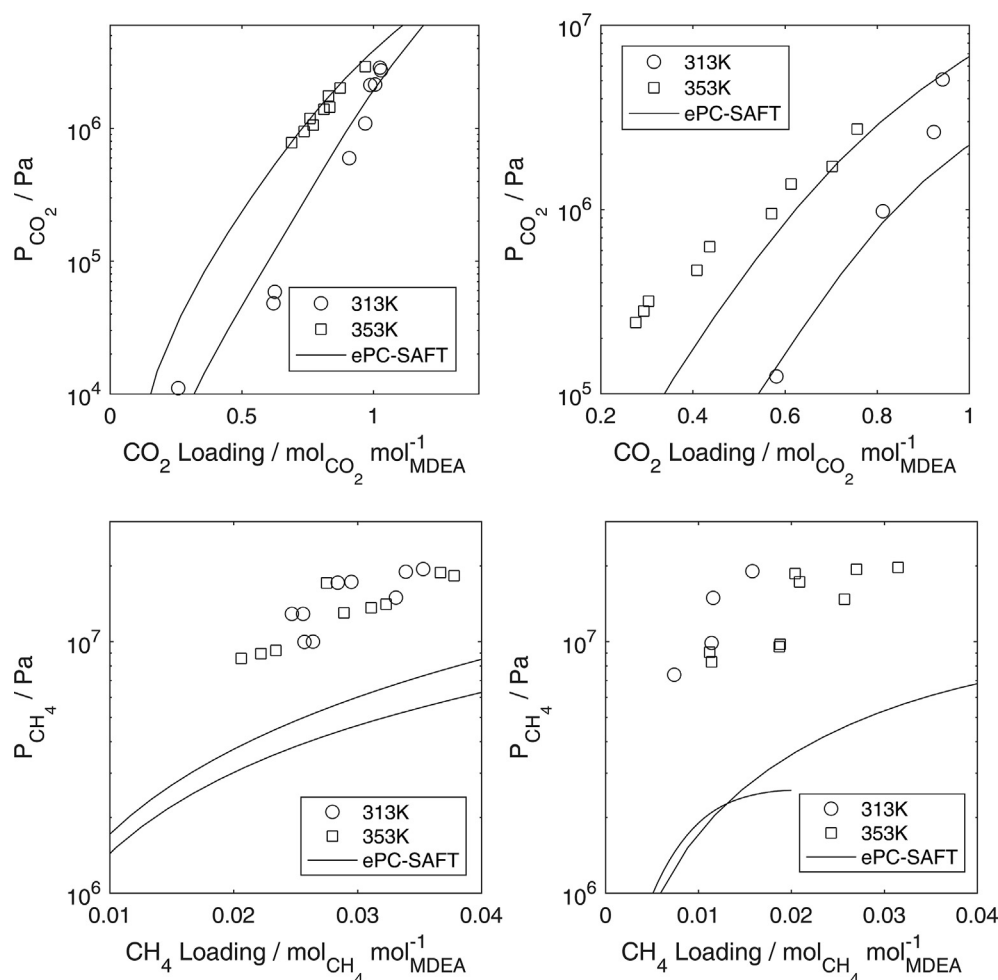 10^7
10^6
10^5
10^4
P_CO2 / Pa
313K
353K
ePC-SAFT
0 0.5 1
CO2 Loading / mol_CO2 mol^-1_MDEA
313K
353K
ePC-SAFT
10^6
10^5
P_CO2 / Pa
0.2 0.4 0.6 0.8 1
CO2 Loading / mol_CO2 mol^-1_MDEA
10^7
10^6
P_CH4 / Pa
313K
353K
ePC-SAFT
0.01 0.02 0.03 0.04
CH4 Loading / mol_CH4 mol^-1_MDEA
10^7
10^6
P_CH4 / Pa
313K
353K
ePC-SAFT
0 0.01 0.02 0.03 0.04
CH4 Loading / mol_CH4 mol^-1_MDEA